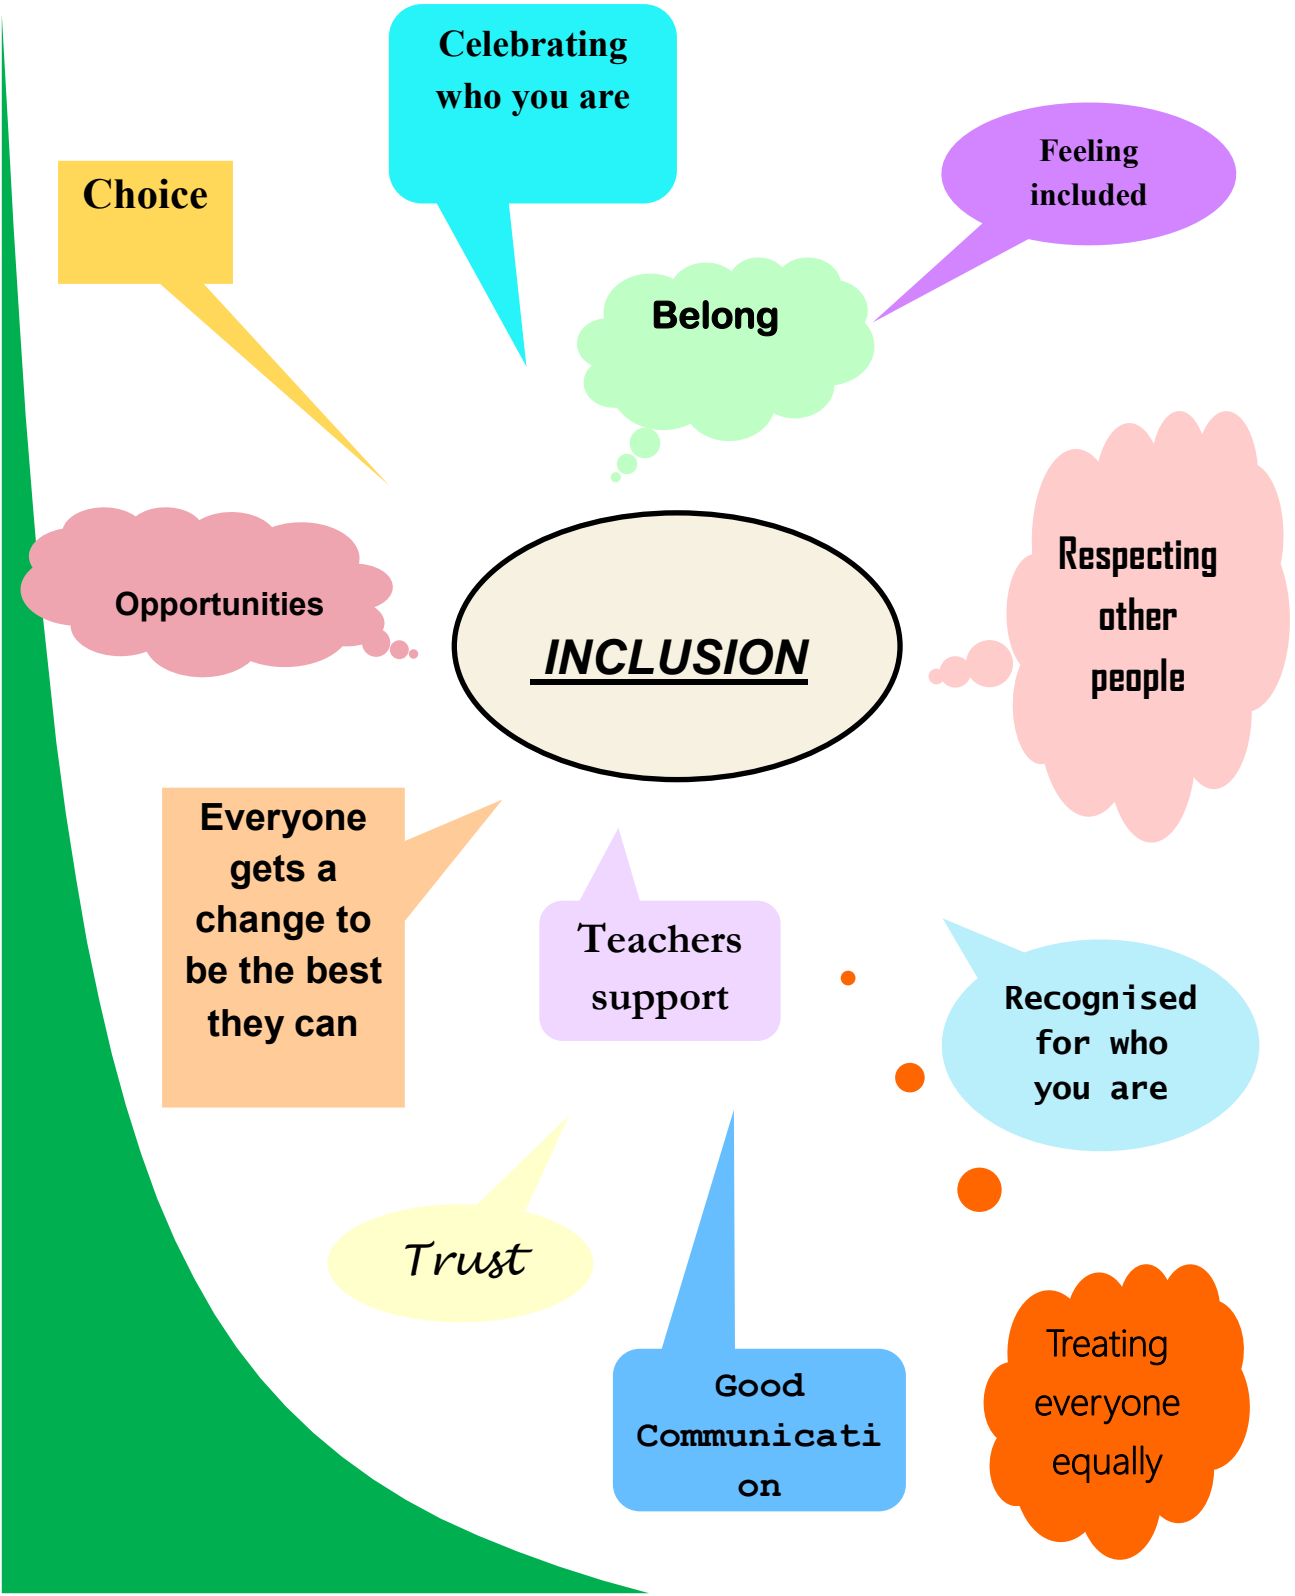 Celebrating
who you are
Feeling
included
Choice
Belong
Respecting
other
people
Opportunities
INCLUSION
Everyone
gets a
change to
be the best
they can
Teachers
support
Recognised
for who
you are
Trust
Good
Communicati
on
Treating
everyone
equally